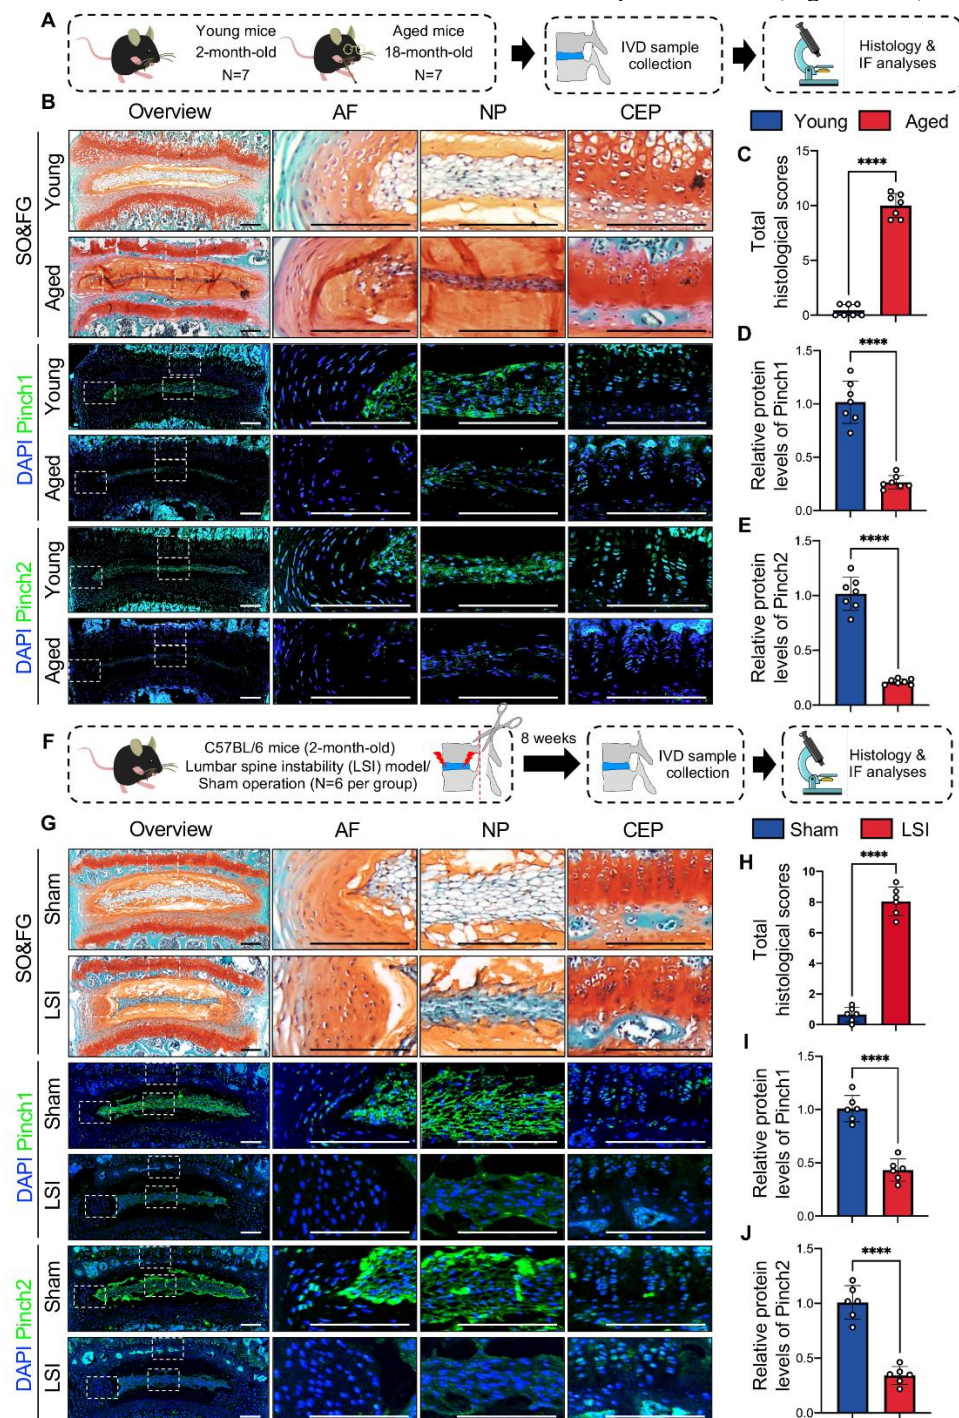 A
Young mice
2-month-old
N=7
Aged mice
18-month-old
N=7
IVD sample
collection
Histology &
IF analyses
B
Overview
AF
NP
CEP
SO&FG
Young
Aged
DAPI Pinch1
Young
Aged
DAPI Pinch2
Young
Aged
Young
Aged
C
Total
histological scores
15
10
5
0
****
D
Relative protein
levels of Pinch1
1.5
1.0
0.5
0.0
****
E
Relative protein
levels of Pinch2
1.5
1.0
0.5
0.0
****
F
C57BL/6 mice (2-month-old)
Lumbar spine instability (LSI) model/
Sham operation (N=6 per group)
8 weeks
IVD sample
collection
Histology &
IF analyses
G
Overview
AF
NP
CEP
SO&FG
Sham
LSI
DAPI Pinch1
Sham
LSI
DAPI Pinch2
Sham
LSI
Sham
LSI
H
Total
histological scores
10
8
6
4
2
0
****
I
Relative protein
levels of Pinch1
1.5
1.0
0.5
0.0
****
J
Relative protein
levels of Pinch2
1.5
1.0
0.5
0.0
****